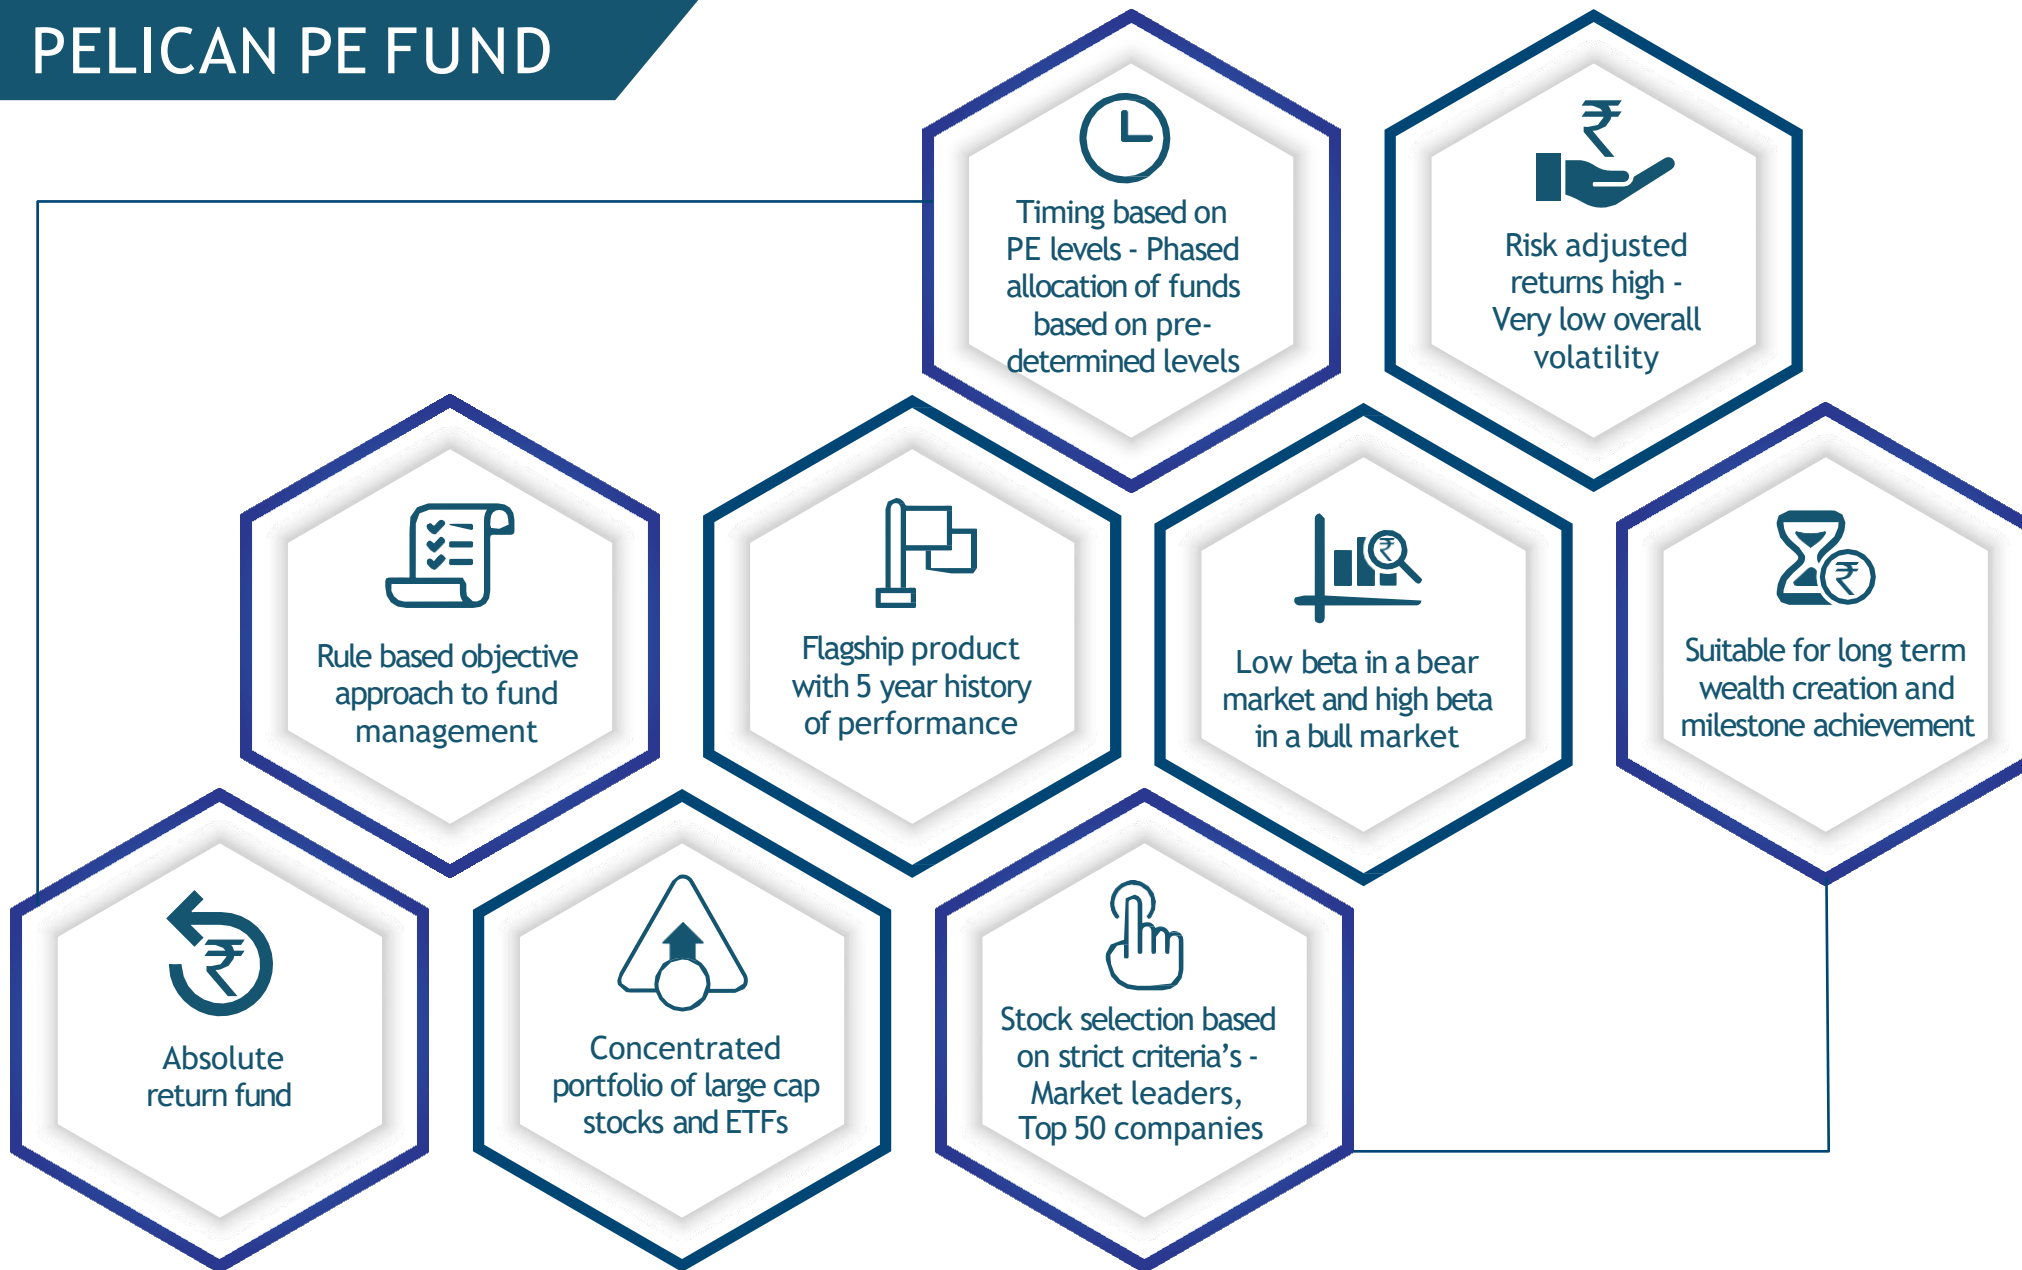 PELICAN PE FUND
Timing based on
PE levels - Phased
allocation of funds
based on pre-
determined levels
Risk adjusted
returns high -
Very low overall
volatility
Rule based objective
approach to fund
management
Flagship product
with 5 year history
of performance
Low beta in a bear
market and high beta
in a bull market
Suitable for long term
wealth creation and
milestone achievement
Absolute
return fund
Concentrated
portfolio of large cap
stocks and ETFs
Stock selection based
on strict criteria’s -
Market leaders,
Top 50 companies